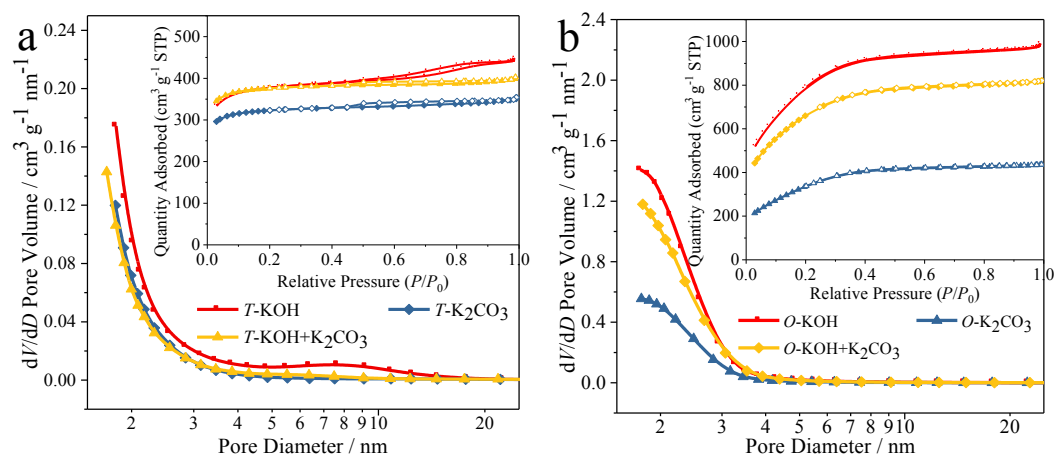 a
dV/dD Pore Volume / cm³ g⁻¹ nm⁻¹
0.24
0.20
0.16
0.12
0.08
0.04
0.00
2 3 4 5 6 7 8 9 10 20
Pore Diameter / nm
Quantity Adsorbed (cm³ g⁻¹ STP)
500
400
300
200
100
0
0.0 0.2 0.4 0.6 0.8 1.0
Relative Pressure (P/P₀)
T-KOH T-K₂CO₃
T-KOH+K₂CO₃
b
dV/dD Pore Volume / cm³ g⁻¹ nm⁻¹
2.4
2.0
1.6
1.2
0.8
0.4
0.0
2 3 4 5 6 7 8 9 10 20
Pore Diameter / nm
Quantity Adsorbed (cm³ g⁻¹ STP)
1000
800
600
400
200
0
0.0 0.2 0.4 0.6 0.8 1.0
Relative Pressure (P/P₀)
O-KOH O-K₂CO₃
O-KOH+K₂CO₃